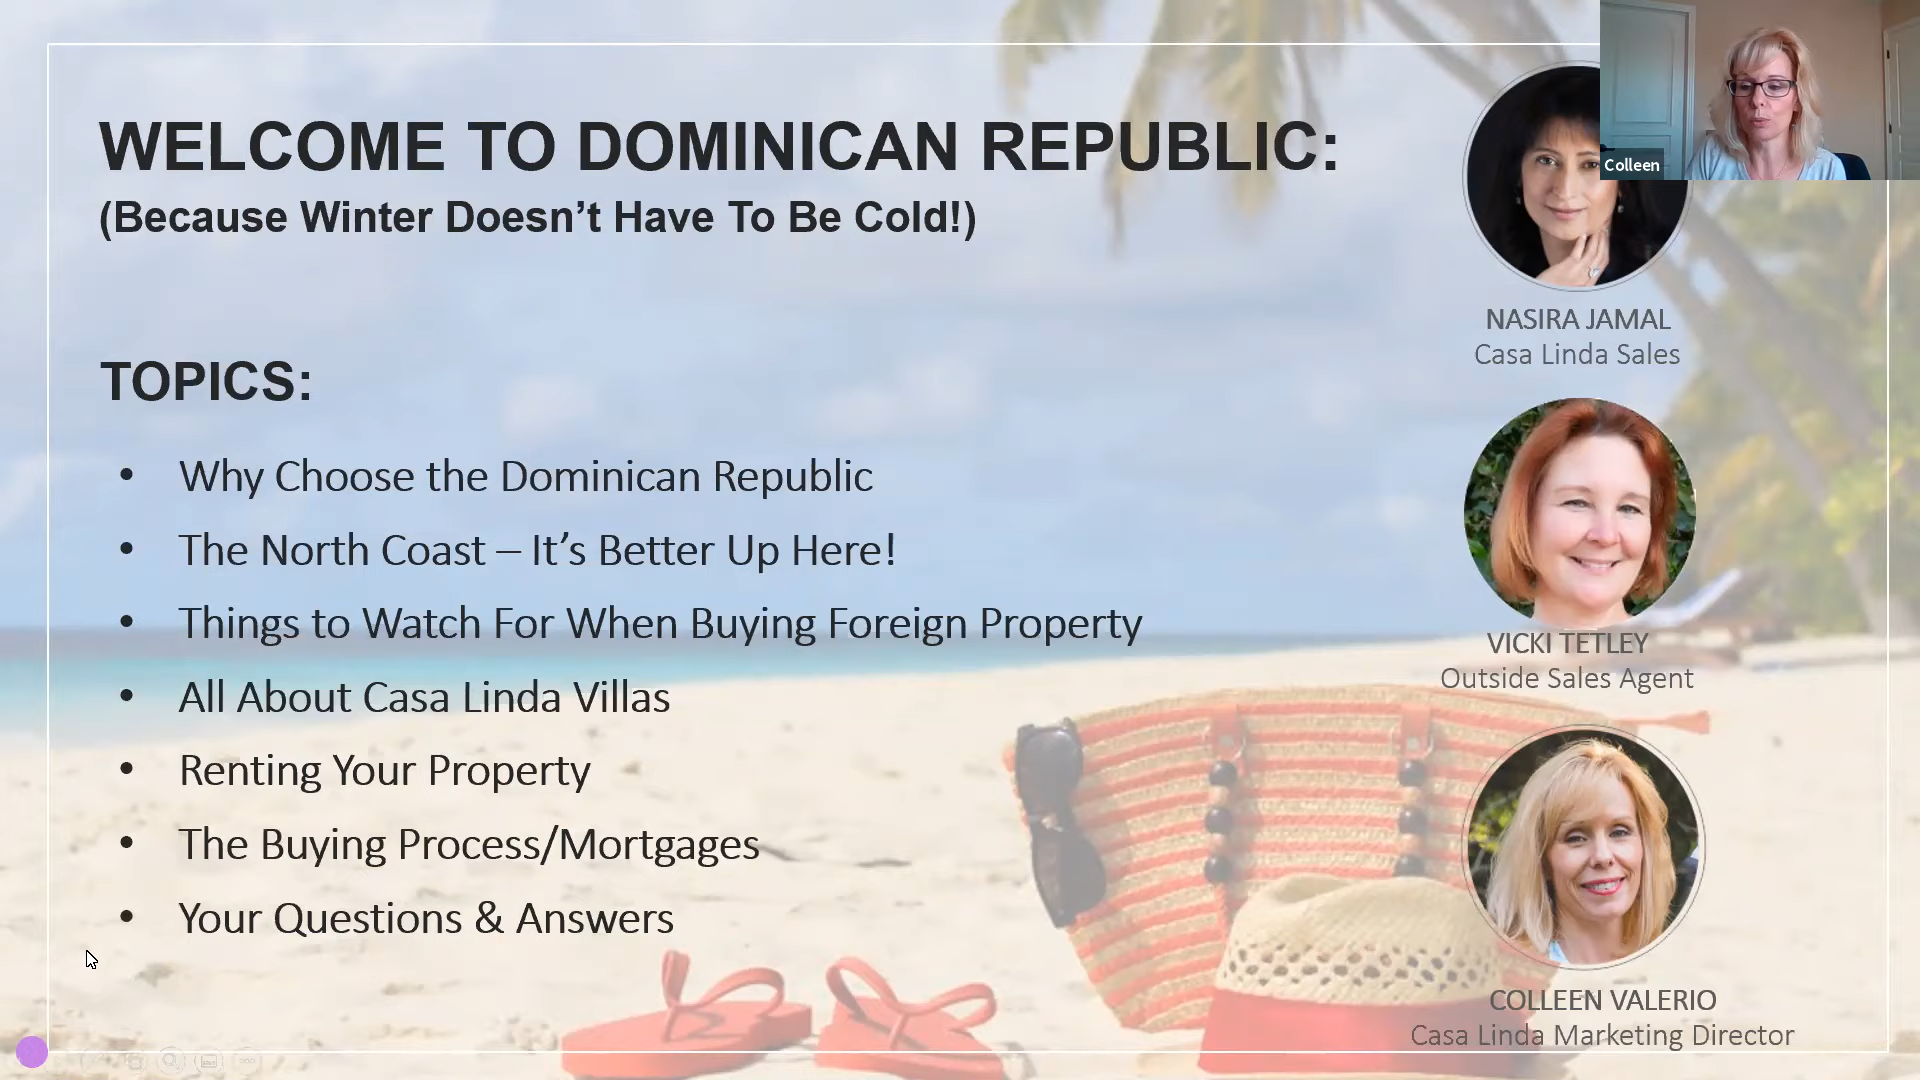 WELCOME TO DOMINICAN REPUBLIC:
(Because Winter Doesn’t Have To Be Cold!)
TOPICS:
• Why Choose the Dominican Republic
• The North Coast – It’s Better Up Here!
• Things to Watch For When Buying Foreign Property
• All About Casa Linda Villas
• Renting Your Property
• The Buying Process/Mortgages
• Your Questions & Answers
Colleen
NASIRA JAMAL
Casa Linda Sales
VICKI TETLEY
Outside Sales Agent
COLLEEN VALERIO
Casa Linda Marketing Director